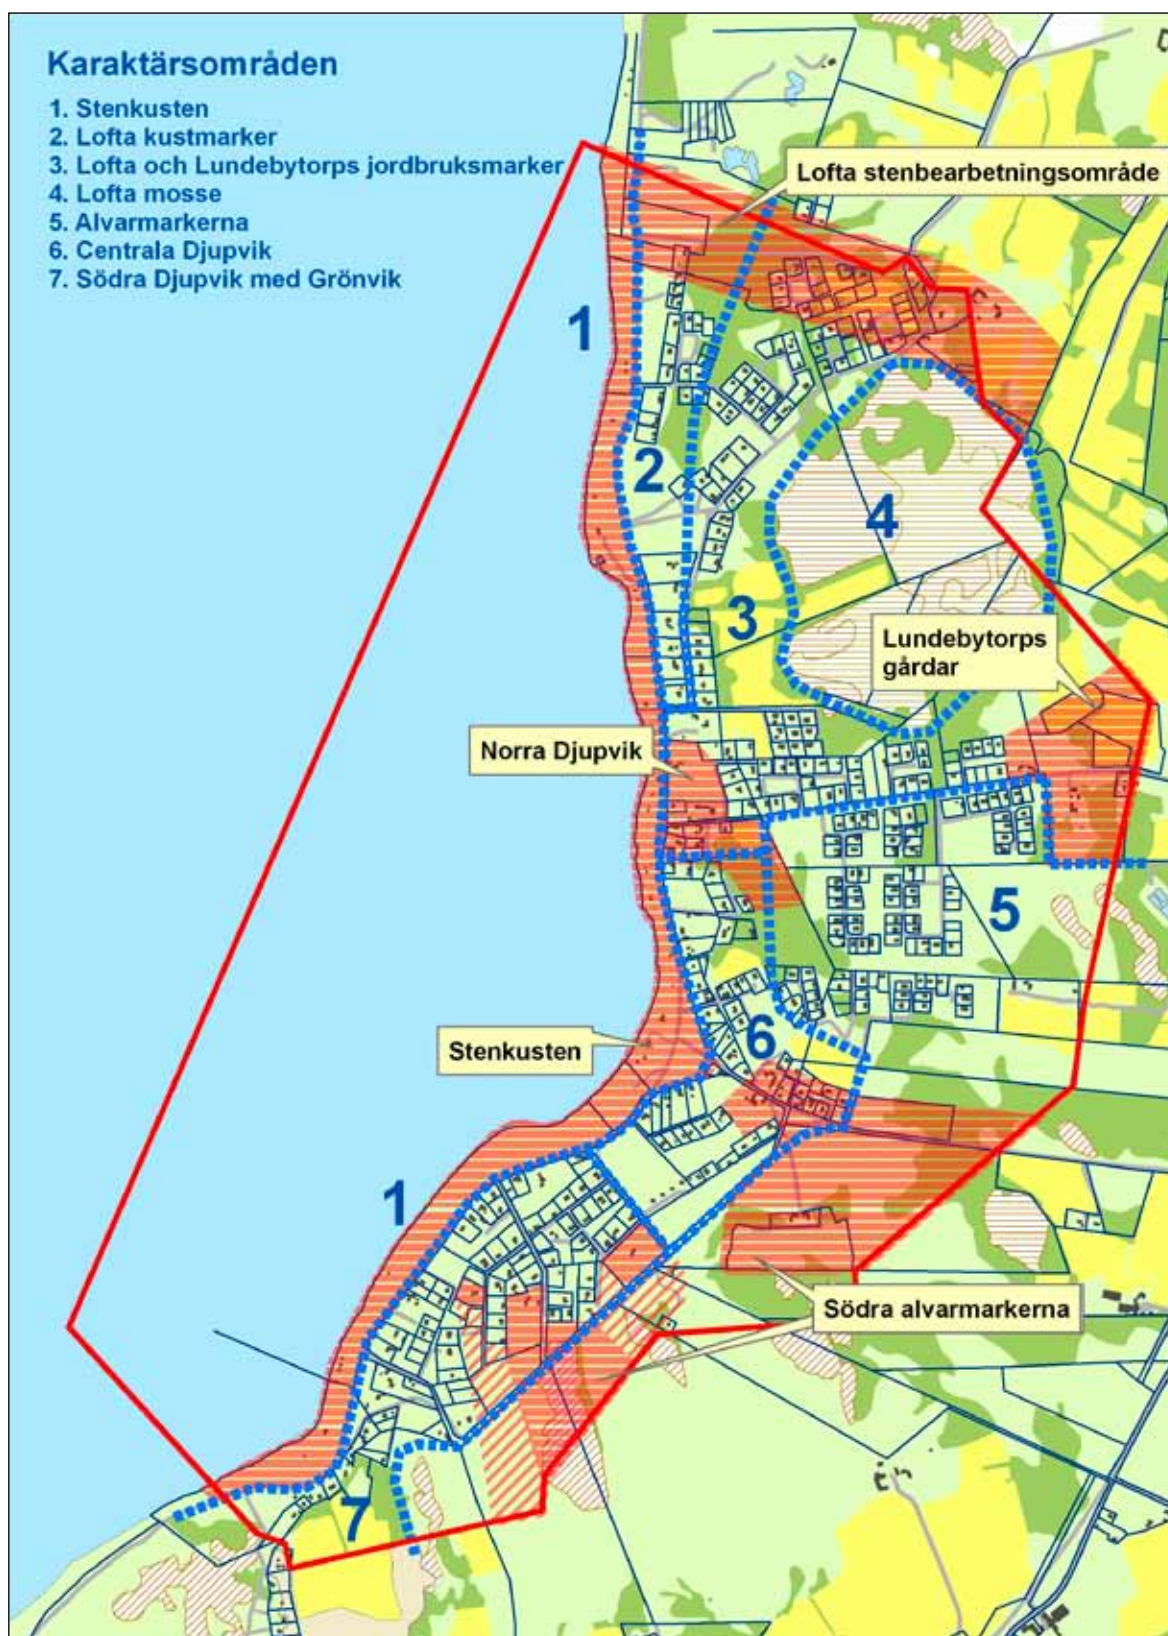 Karaktärsområden
1. Stenkusten
2. Lofta kustmarker
3. Lofta och Lundebytorps jordbruksmarker
4. Lofta mosse
5. Alvarmarkerna
6. Centrala Djupvik
7. Södra Djupvik med Grönvik
Lofta stenbearbetningsområde
1
2
4
3
Lundebytorps
gårdar
Norra Djupvik
5
6
Stenkusten
1
Södra alvarmarkerna
7